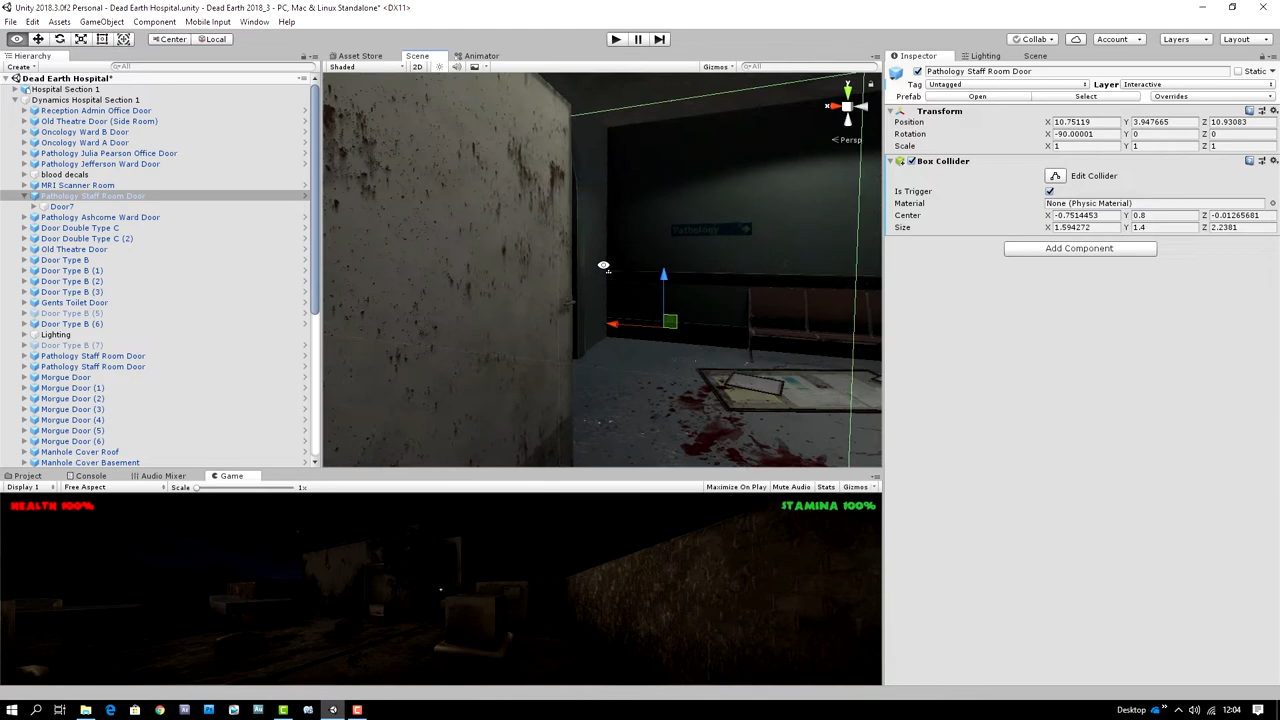 Unity 2018.3.0f2 Personal - Dead Earth Hospital.unity - Dead Earth 2018_3 - PC, Mac & Linux Standalone* <DX11>
File Edit Assets GameObject Component Mobile Input Window Help
Center Local Collab Account Layers Layout
Hierarchy Asset Store Scene Animator Inspector Lighting Scene
Create All Shaded 2D Gizmos All
Pathology Staff Room Door Static
Tag Untagged Layer Interactive
Prefab Open Select Overrides
Transform
Position X 10.75119 Y 3.947665 Z 10.93083
Rotation X -90.00001 Y 0 Z 0
Scale X 1 Y 1 Z 1
Box Collider
Edit Collider
Is Trigger
Material None (Physic Material)
Center X -0.7514453 Y 0.8 Z -0.01265681
Size X 1.594272 Y 1.4 Z 2.2381
Add Component
Dead Earth Hospital*
Hospital Section 1
Dynamics Hospital Section 1
Reception Admin Office Door
Old Theatre Door (Side Room)
Oncology Ward B Door
Oncology Ward A Door
Pathology Julia Pearson Office Door
Pathology Jefferson Ward Door
blood decals
MRI Scanner Room
Pathology Staff Room Door
Door7
Pathology Ashcome Ward Door
Door Double Type C
Door Double Type C (2)
Old Theatre Door
Door Type B
Door Type B (1)
Door Type B (2)
Door Type B (3)
Gents Toilet Door
Door Type B (5)
Door Type B (6)
Lighting
Door Type B (7)
Pathology Staff Room Door
Pathology Staff Room Door
Morgue Door
Morgue Door (1)
Morgue Door (2)
Morgue Door (3)
Morgue Door (4)
Morgue Door (5)
Morgue Door (6)
Manhole Cover Roof
Manhole Cover Basement
y
x
Persp
Pathology
Project Console Audio Mixer Game
Display 1 Free Aspect Scale 1x Maximize On Play Mute Audio Stats Gizmos
HEALTH 100% STAMINA 100%
Desktop 12:04